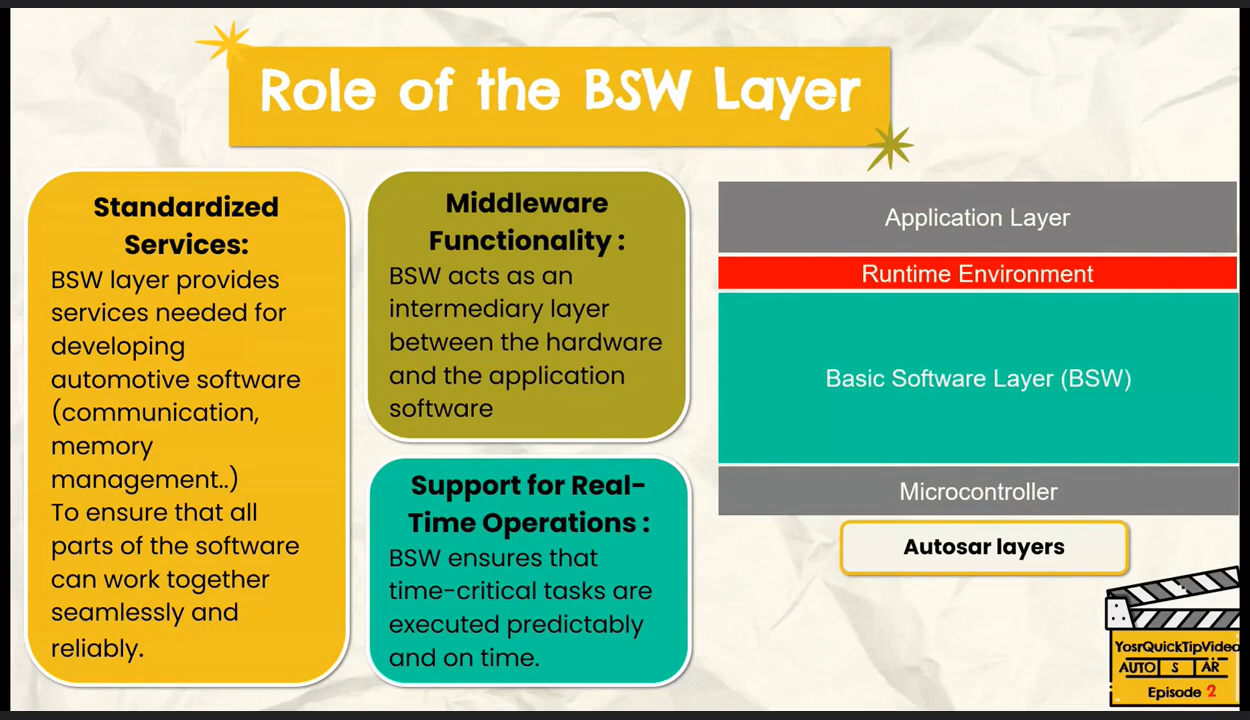 Role of the BSW Layer
Standardized
Services:
BSW layer provides
services needed for
developing
automotive software
(communication,
memory
management..)
To ensure that all
parts of the software
can work together
seamlessly and
reliably.
Middleware
Functionality :
BSW acts as an
intermediary layer
between the hardware
and the application
software
Support for Real-
Time Operations :
BSW ensures that
time-critical tasks are
executed predictably
and on time.
Application Layer
Runtime Environment
Basic Software Layer (BSW)
Microcontroller
Autosar layers
YosrQuickTipVideo
AUTO S AR
Episode 2